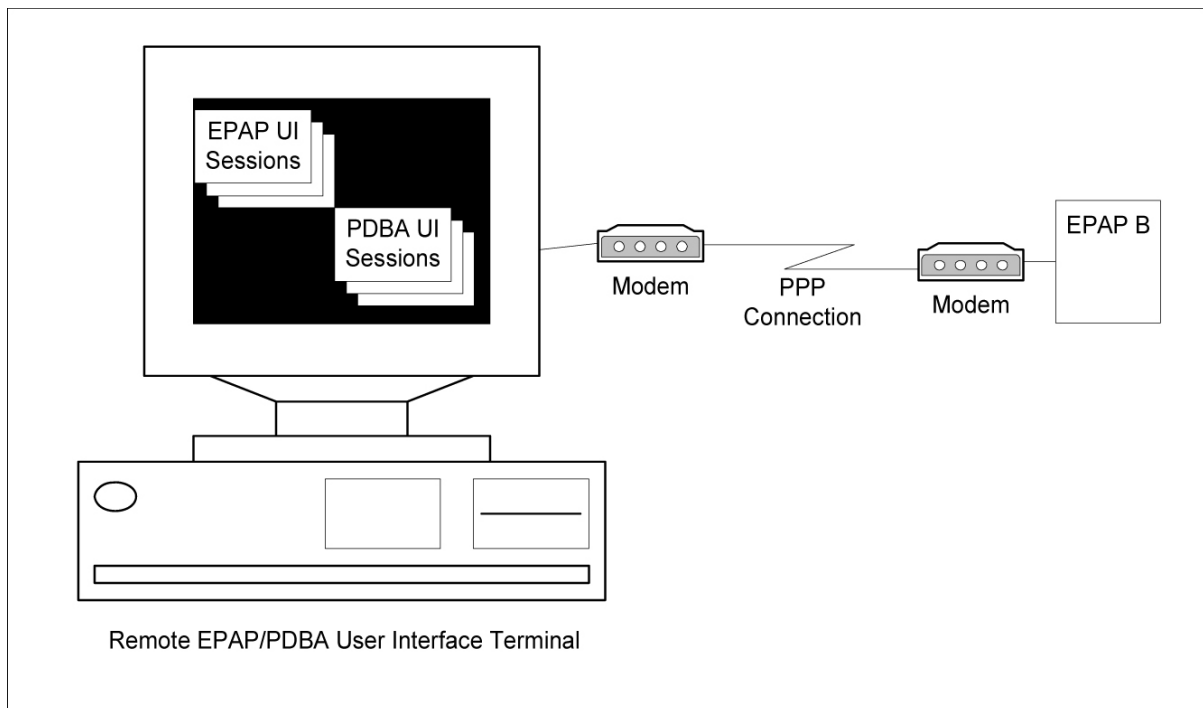 EPAP UI
Sessions
PDBA UI
Sessions
Modem
PPP
Connection
Modem
EPAP B
Remote EPAP/PDBA User Interface Terminal